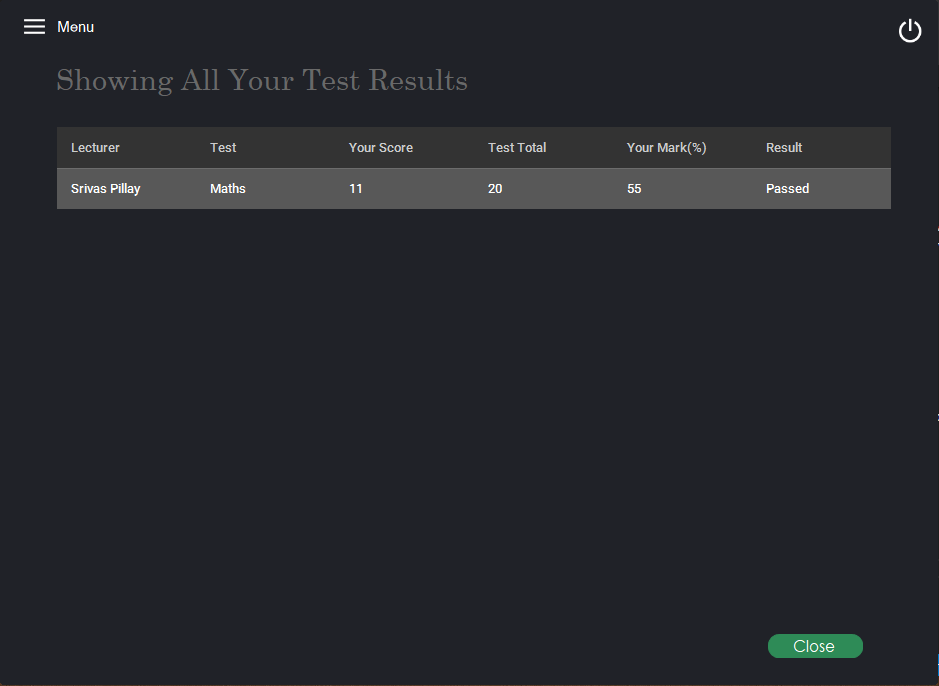 Menu
Showing All Your Test Results
Lecturer Test Your Score Test Total Your Mark(%) Result
Srivas Pillay Maths 11 20 55 Passed
Close